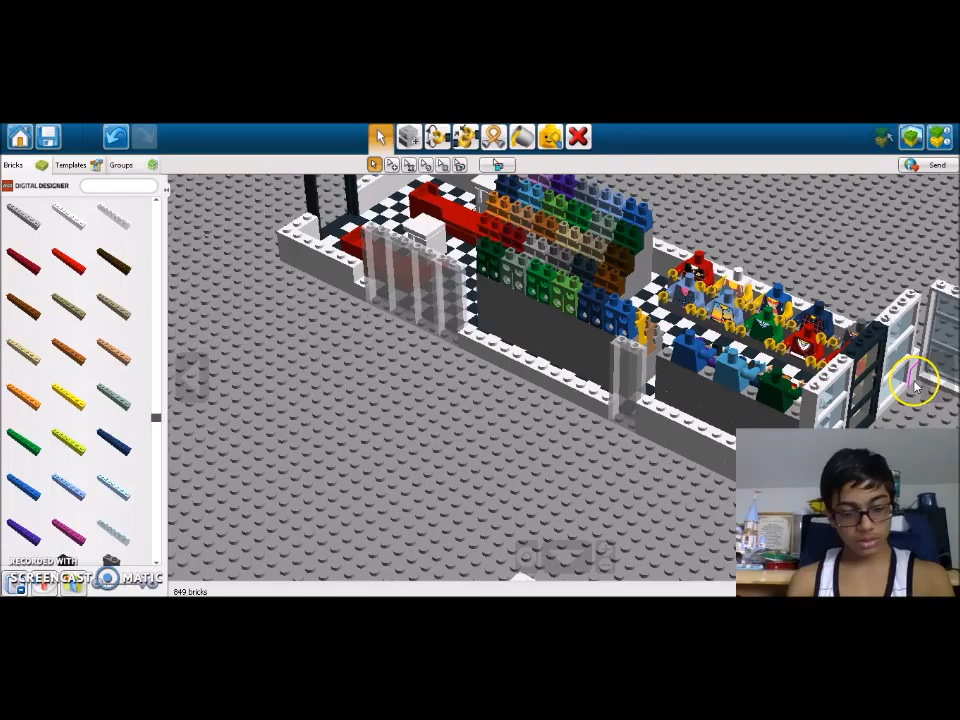 Bricks
Templates
Groups
Send
LEGO
DIGITAL DESIGNER
RECORDED WITH
SCREENCAST MATIC
849 bricks